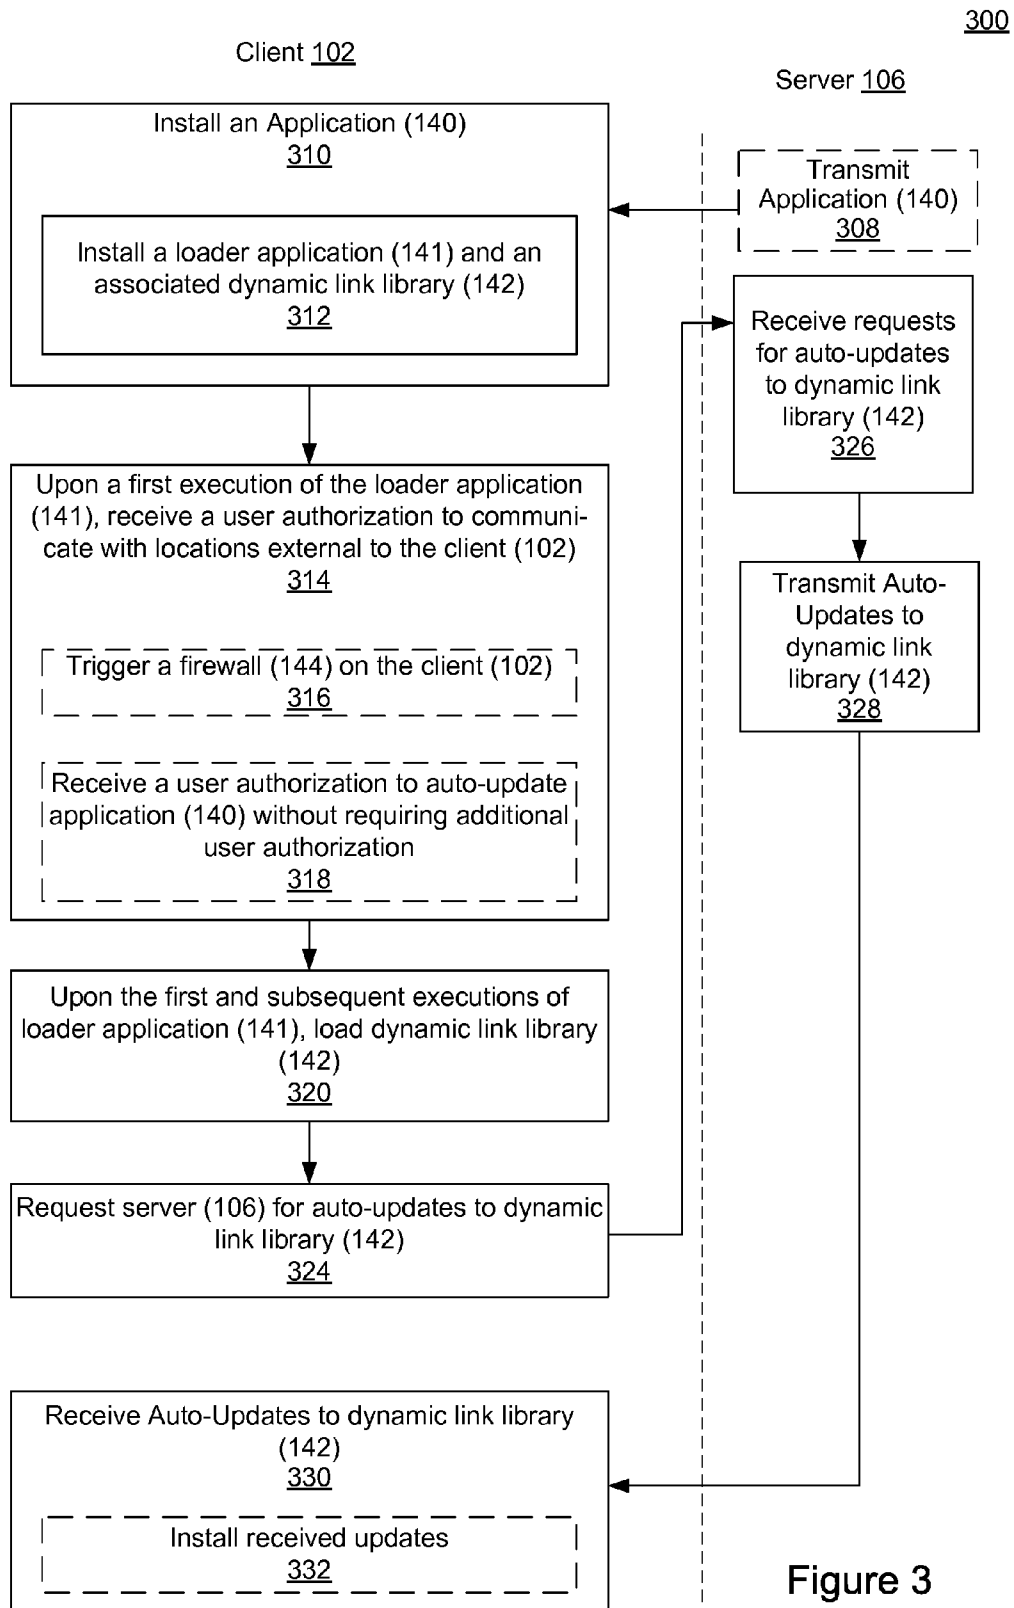 300
Client 102
Server 106
Install an Application (140)
310
Install a loader application (141) and an
associated dynamic link library (142)
312
Transmit
Application (140)
308
Receive requests
for auto-updates
to dynamic link
library (142)
326
Upon a first execution of the loader application
(141), receive a user authorization to communi-
cate with locations external to the client (102)
314
Trigger a firewall (144) on the client (102)
316
Receive a user authorization to auto-update
application (140) without requiring additional
user authorization
318
Transmit Auto-
Updates to
dynamic link
library (142)
328
Upon the first and subsequent executions of
loader application (141), load dynamic link library
(142)
320
Request server (106) for auto-updates to dynamic
link library (142)
324
Receive Auto-Updates to dynamic link library
(142)
330
Install received updates
332
Figure 3